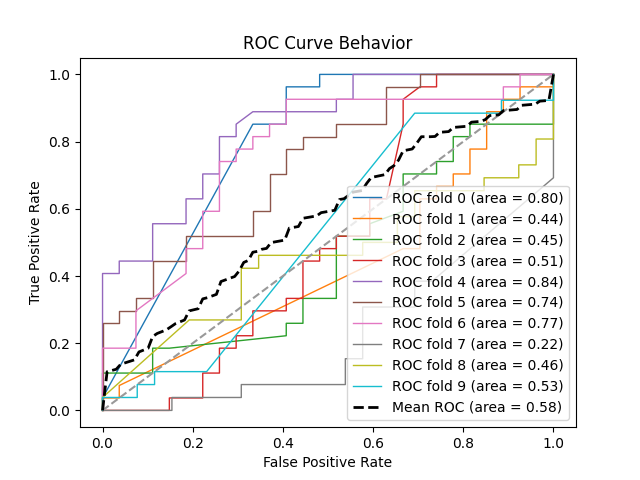 ROC Curve Behavior
1.0
0.8
0.6
0.4
0.2
0.0
True Positive Rate
ROC fold 0 (area = 0.80)
ROC fold 1 (area = 0.44)
ROC fold 2 (area = 0.45)
ROC fold 3 (area = 0.51)
ROC fold 4 (area = 0.84)
ROC fold 5 (area = 0.74)
ROC fold 6 (area = 0.77)
ROC fold 7 (area = 0.22)
ROC fold 8 (area = 0.46)
ROC fold 9 (area = 0.53)
Mean ROC (area = 0.58)
0.0 0.2 0.4 0.6 0.8 1.0
False Positive Rate